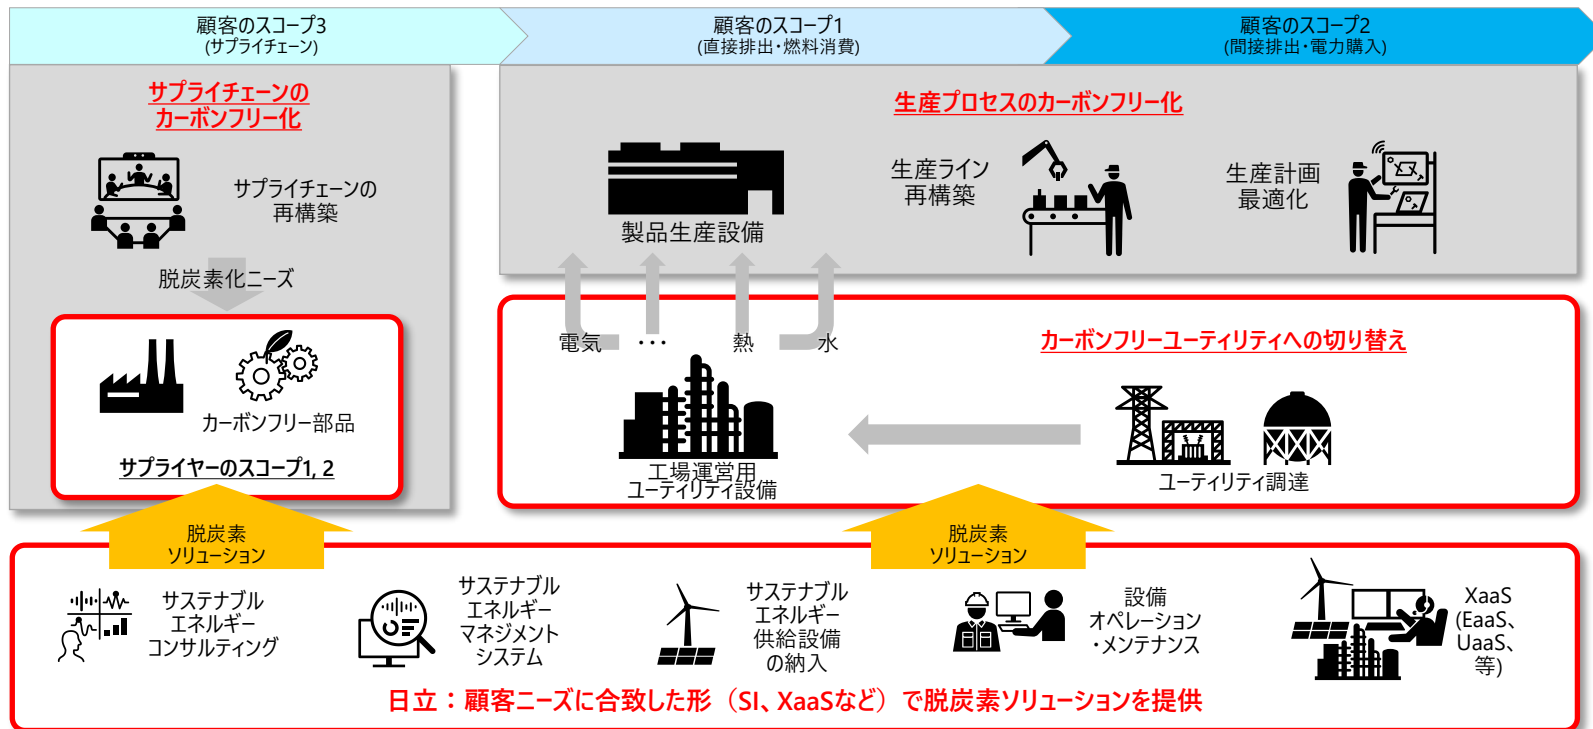 顧客のスコープ3
(サプライチェーン)
顧客のスコープ1
(直接排出・燃料消費)
顧客のスコープ2
(間接排出・電力購入)
サプライチェーンの
カーボンフリー化
サプライチェーンの
再構築
脱炭素化ニーズ
カーボンフリー部品
サプライヤーのスコープ1, 2
生産プロセスのカーボンフリー化
製品生産設備
生産ライン
再構築
生産計画
最適化
電気
・・・
熱
水
カーボンフリーユーティリティへの切り替え
工場運営用
ユーティリティ設備
ユーティリティ調達
脱炭素
ソリューション
脱炭素
ソリューション
サステナブル
エネルギー
コンサルティング
サステナブル
エネルギー
マネジメント
システム
サステナブル
エネルギー
供給設備
の納入
設備
オペレーション
・メンテナンス
XaaS
(EaaS、
UaaS、
等)
日立：顧客ニーズに合致した形（SI、XaaSなど）で脱炭素ソリューションを提供